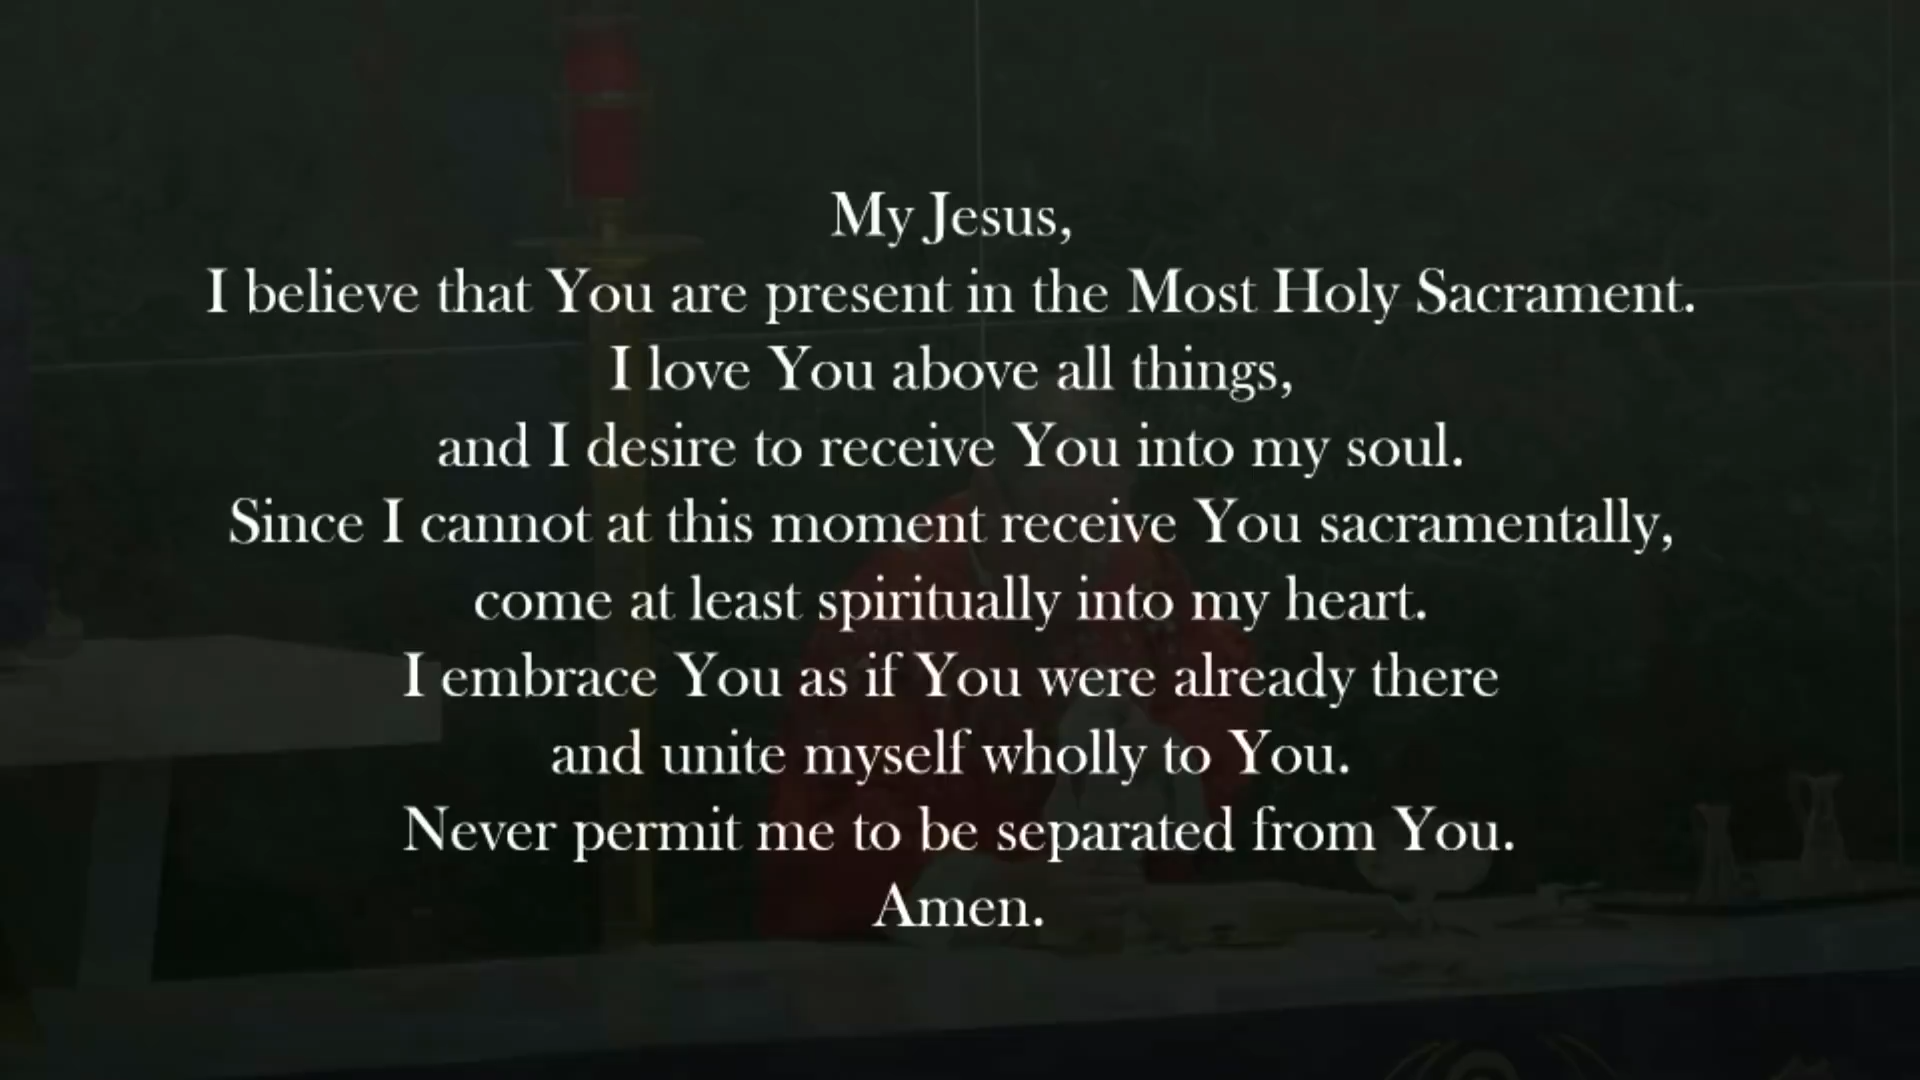 My Jesus,
I believe that You are present in the Most Holy Sacrament.
I love You above all things,
and I desire to receive You into my soul.
Since I cannot at this moment receive You sacramentally,
come at least spiritually into my heart.
I embrace You as if You were already there
and unite myself wholly to You.
Never permit me to be separated from You.
Amen.